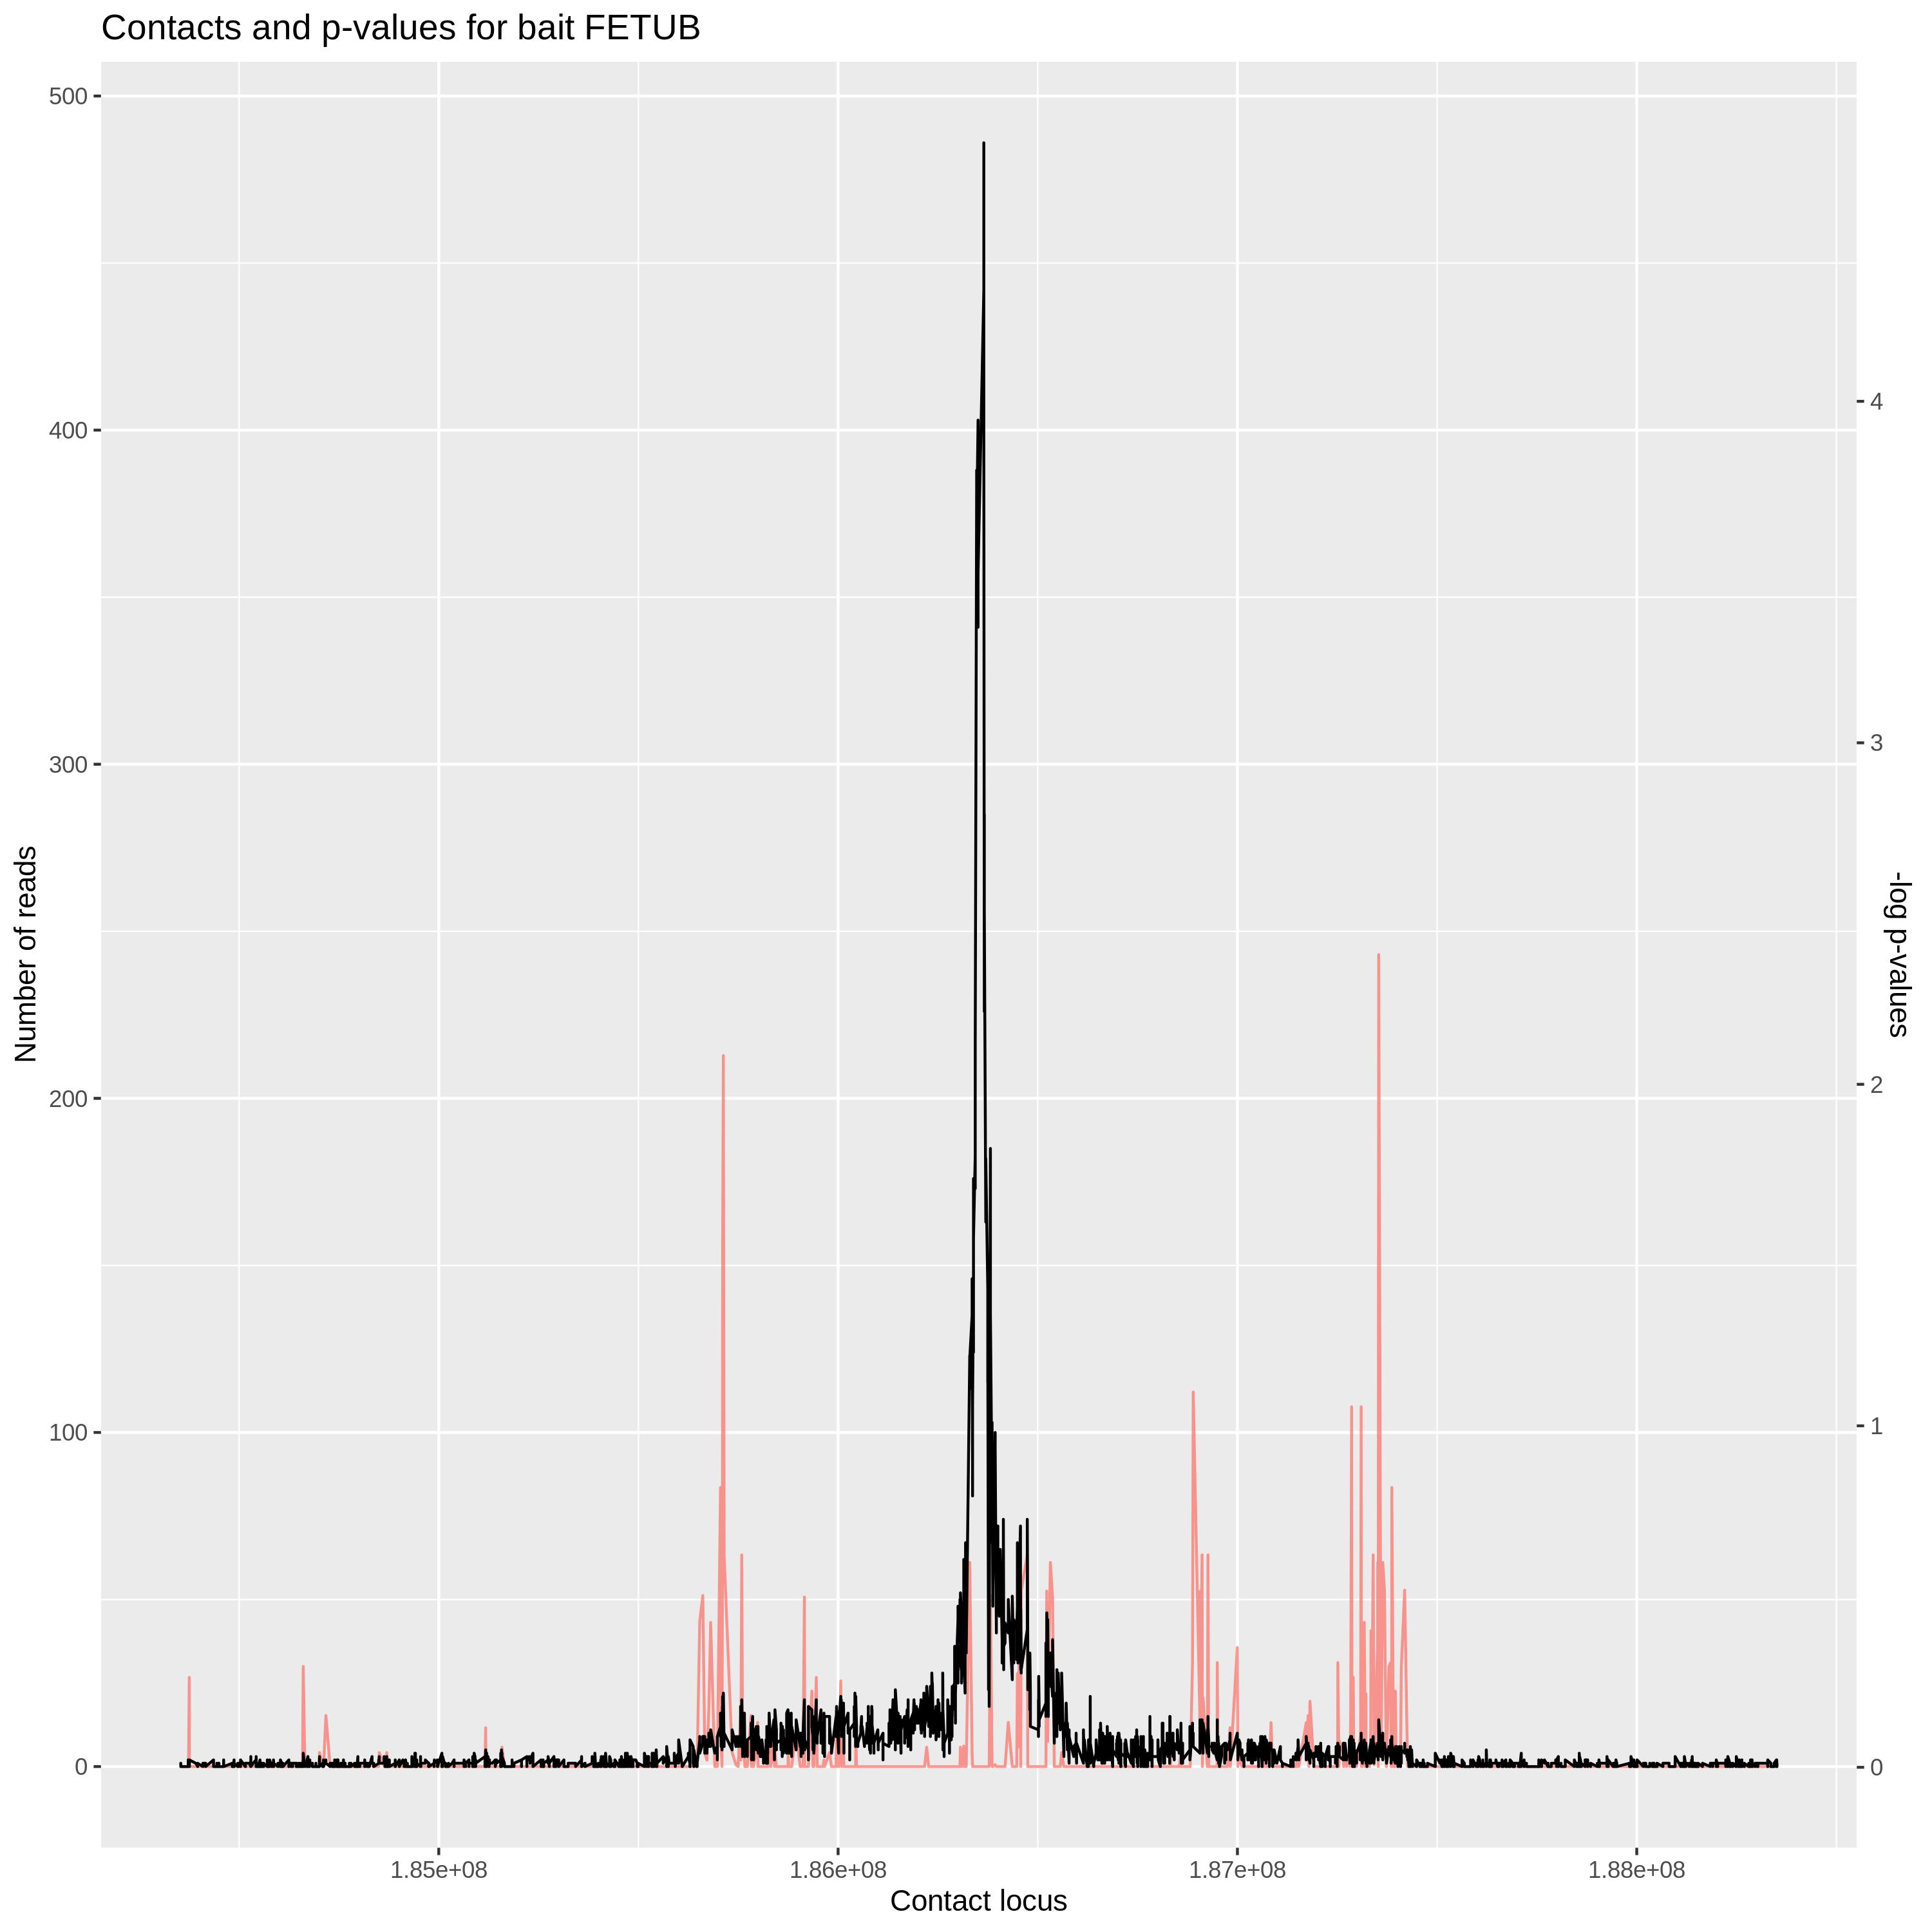 Contacts and p-values for bait FETUB
500
400
300
200
100
0
Number of reads
4
3
2
1
0
-log p-values
1.85e+08
1.86e+08
1.87e+08
1.88e+08
Contact locus